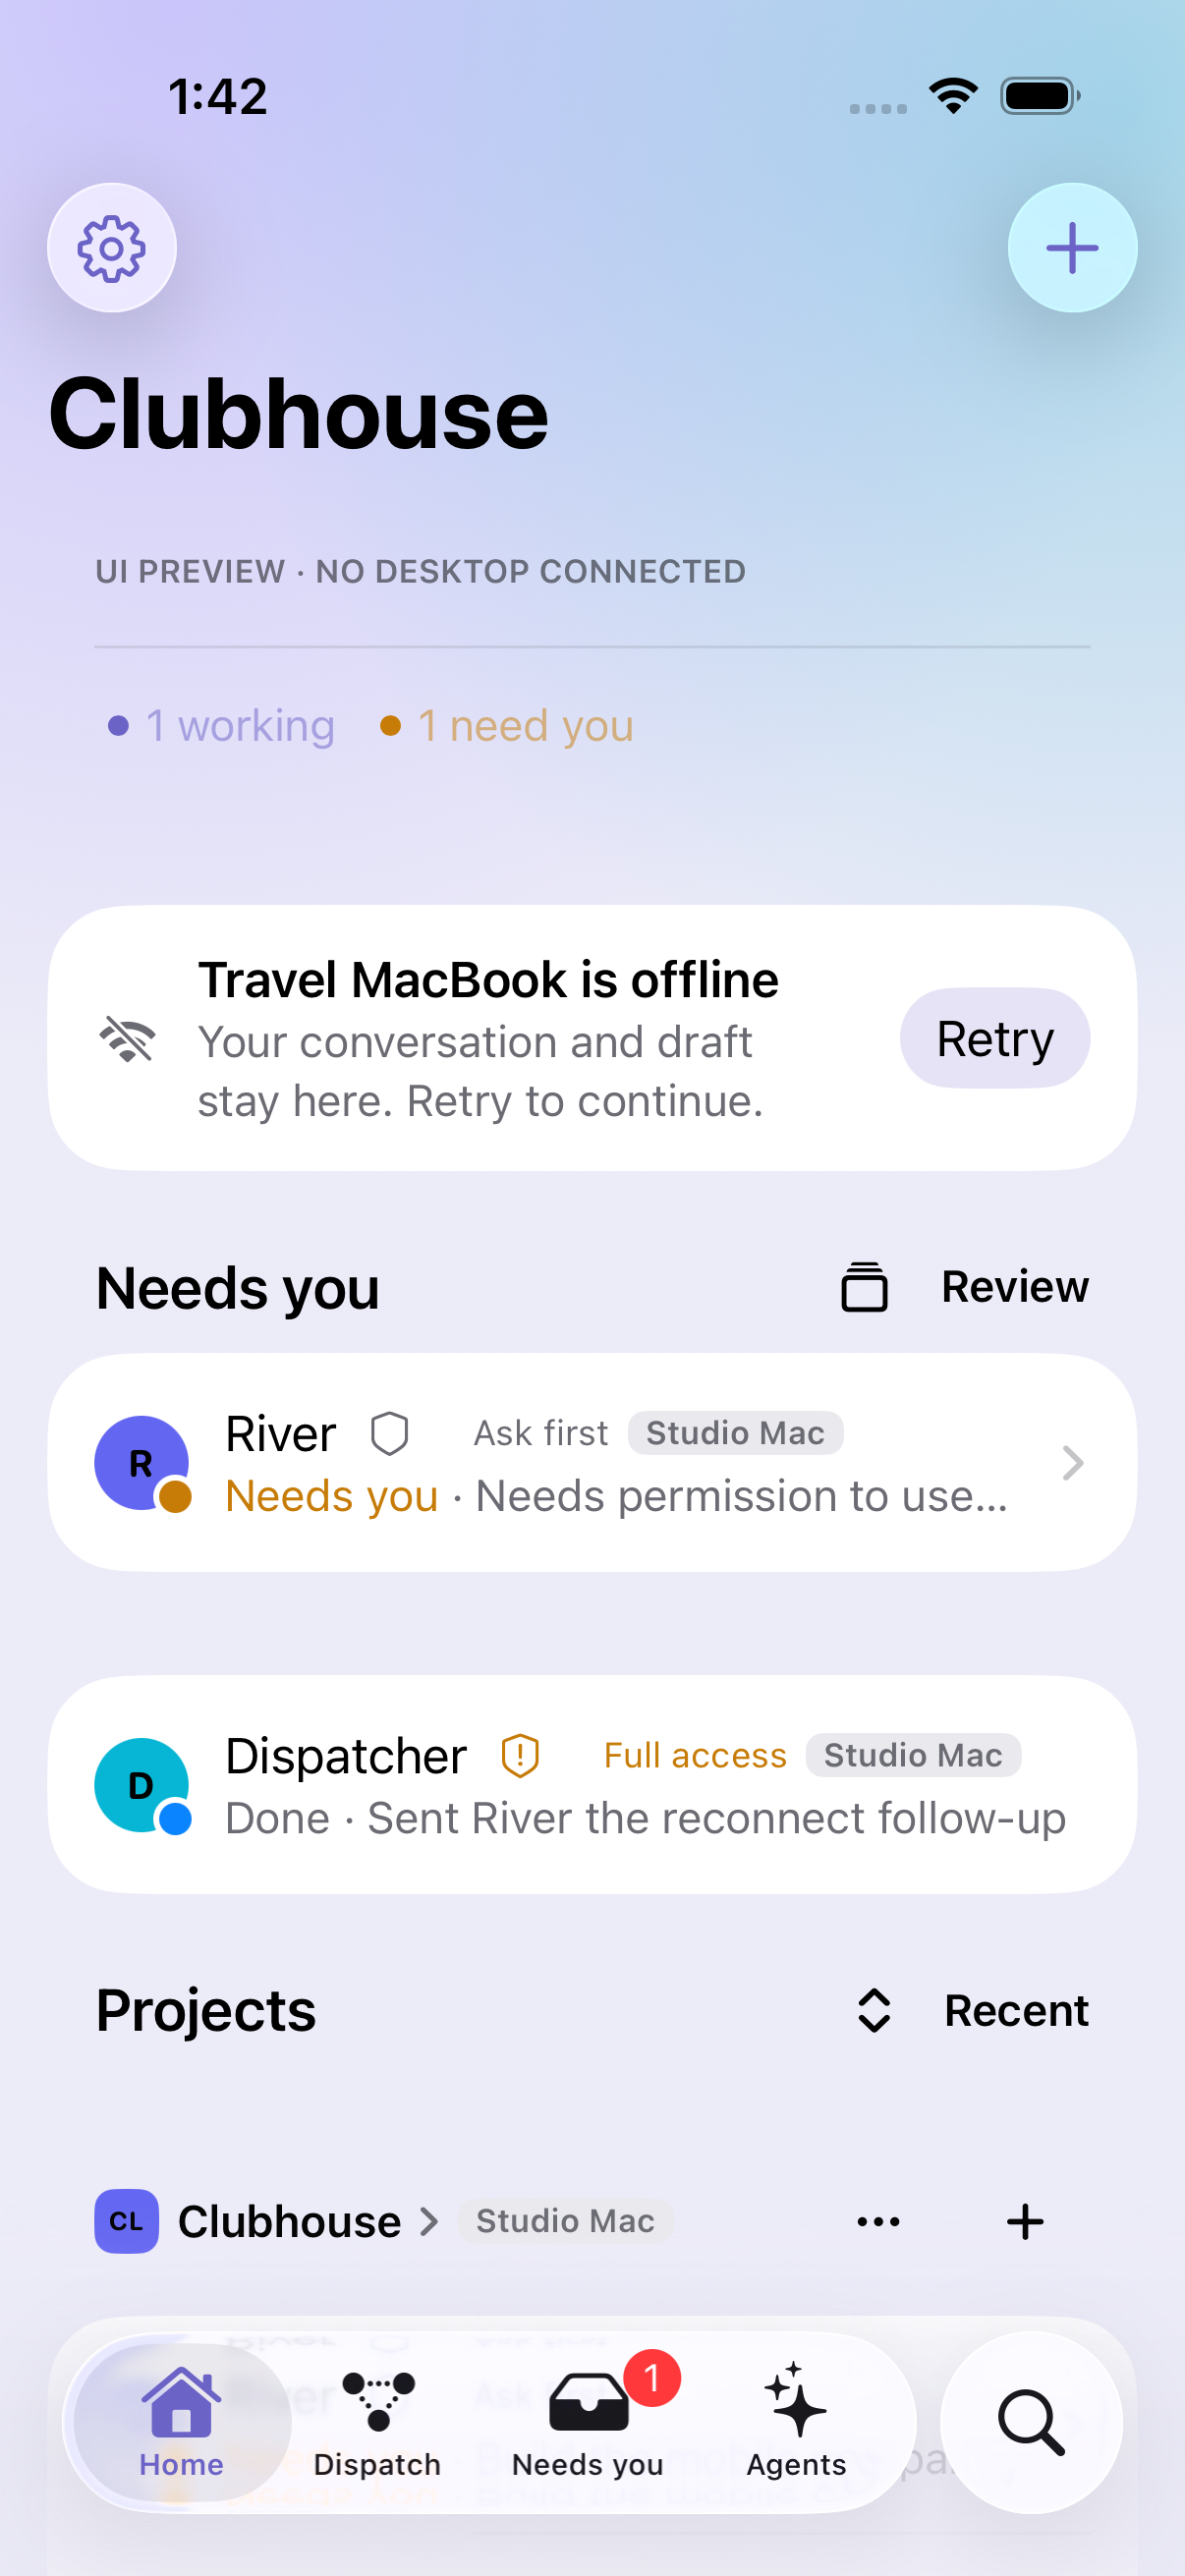 1:42
Clubhouse
UI PREVIEW · NO DESKTOP CONNECTED
1 working 1 need you
Travel MacBook is offline
Your conversation and draft
stay here. Retry to continue.
Retry
Needs you Review
R River Ask first Studio Mac
Needs you · Needs permission to use...
D Dispatcher Full access Studio Mac
Done · Sent River the reconnect follow-up
Projects Recent
CL Clubhouse Studio Mac
1
Home Dispatch Needs you Agents